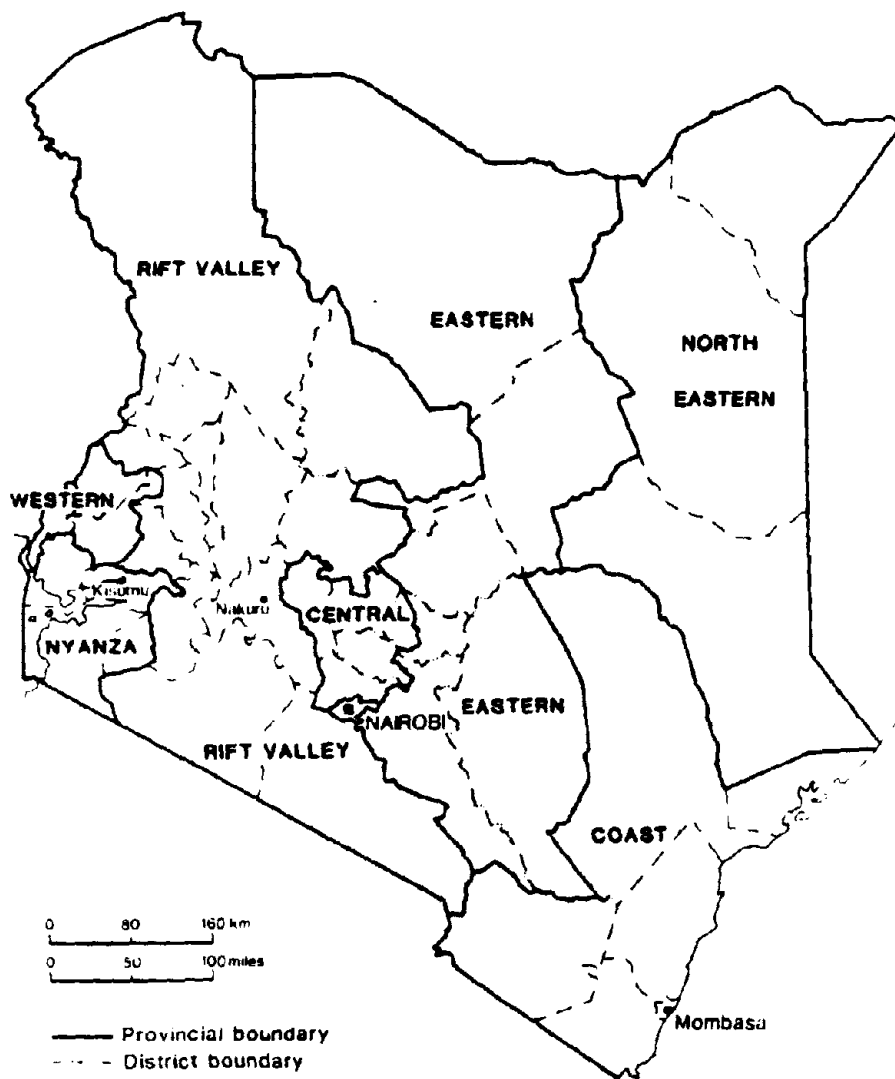 RIFT VALLEY
EASTERN
NORTH
EASTERN
WESTERN
Kisumu
Nakuru
CENTRAL
NYANZA
NAIROBI
EASTERN
RIFT VALLEY
COAST
0 80 160 km
0 50 100 miles
Mombasa
Provincial boundary
District boundary